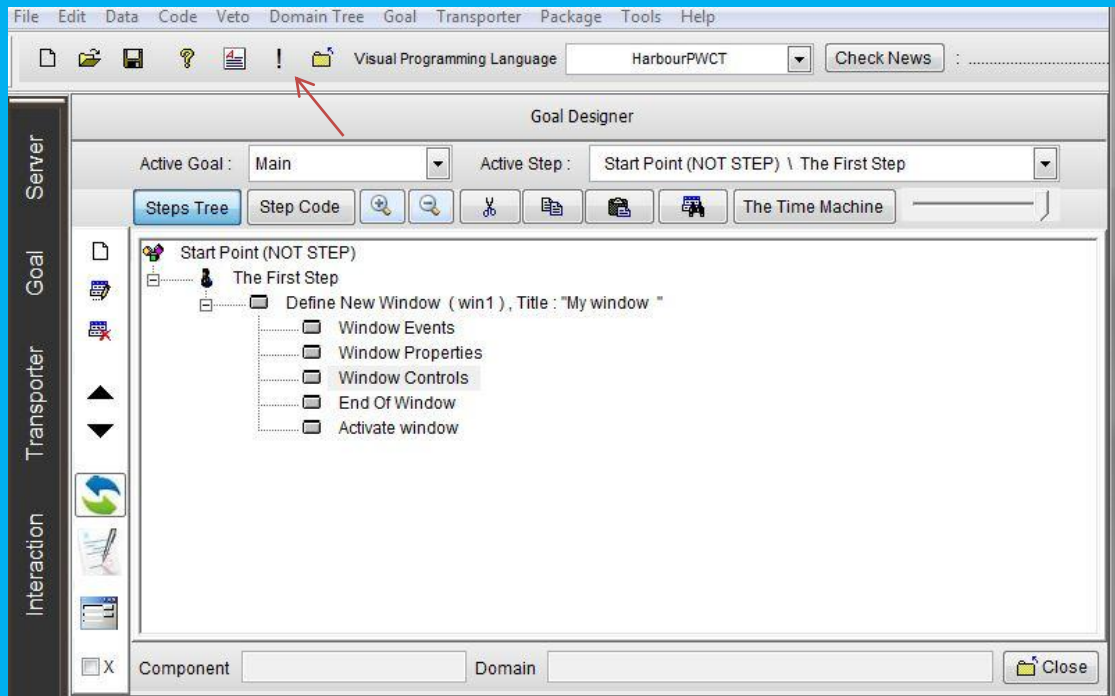 File Edit Data Code Veto Domain Tree Goal Transporter Package Tools Help
Visual Programming Language HarbourPWCT Check News : ................................
Goal Designer
Active Goal : Main Active Step : Start Point (NOT STEP) \ The First Step
Steps Tree Step Code The Time Machine
Start Point (NOT STEP)
The First Step
Define New Window ( win1 ) , Title : "My window "
Window Events
Window Properties
Window Controls
End Of Window
Activate window
Server
Goal
Transporter
Interaction
X Component Domain Close